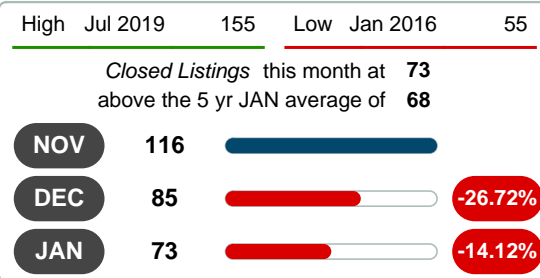 High Jul 2019 155 Low Jan 2016 55
Closed Listings this month at 73
above the 5 yr JAN average of 68
NOV 116
DEC 85 -26.72%
JAN 73 -14.12%